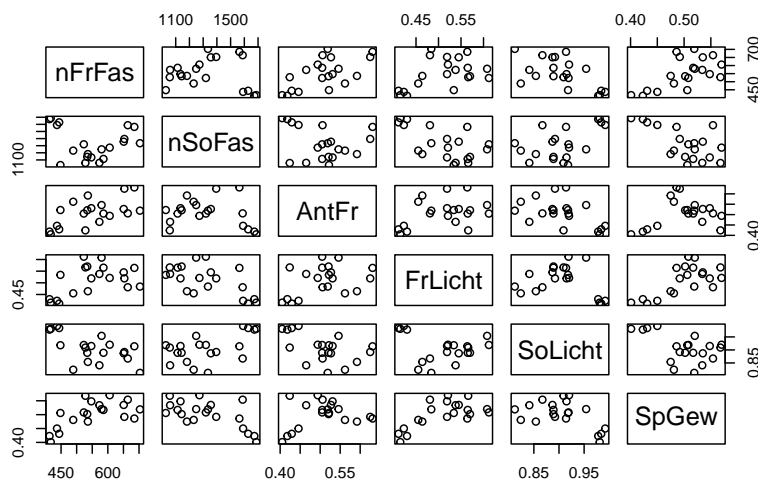 1100 1500 0.45 0.55 0.40 0.50
nFrFas 450 700
1100 nSoFas
AntFr 0.40
0.45 FrLicht
SoLicht 0.85
0.40 SpGew
450 600 0.40 0.55 0.85 0.95